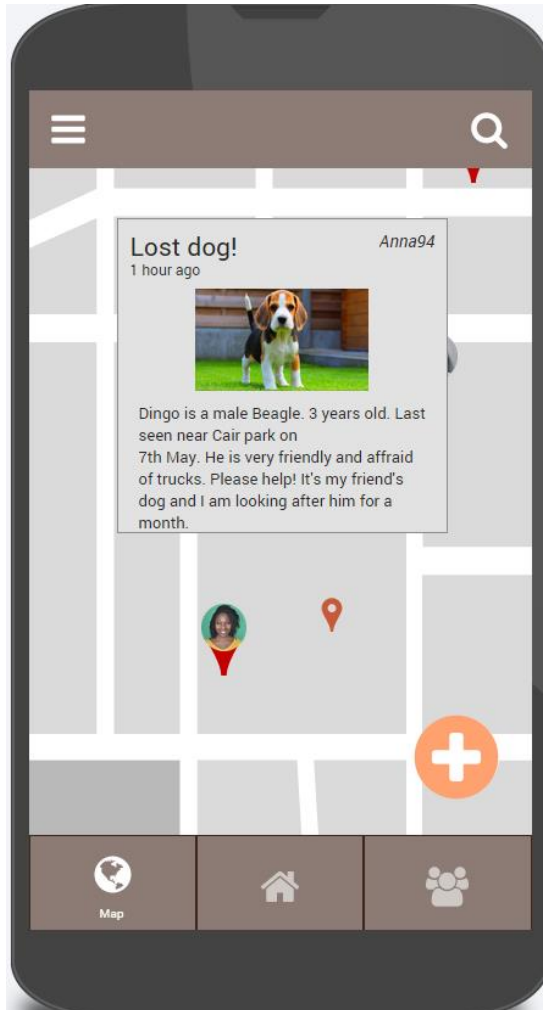 Lost dog!
Anna94
1 hour ago
Dingo is a male Beagle. 3 years old. Last
seen near Cair park on
7th May. He is very friendly and affraid
of trucks. Please help! It's my friend's
dog and I am looking after him for a
month.
Map